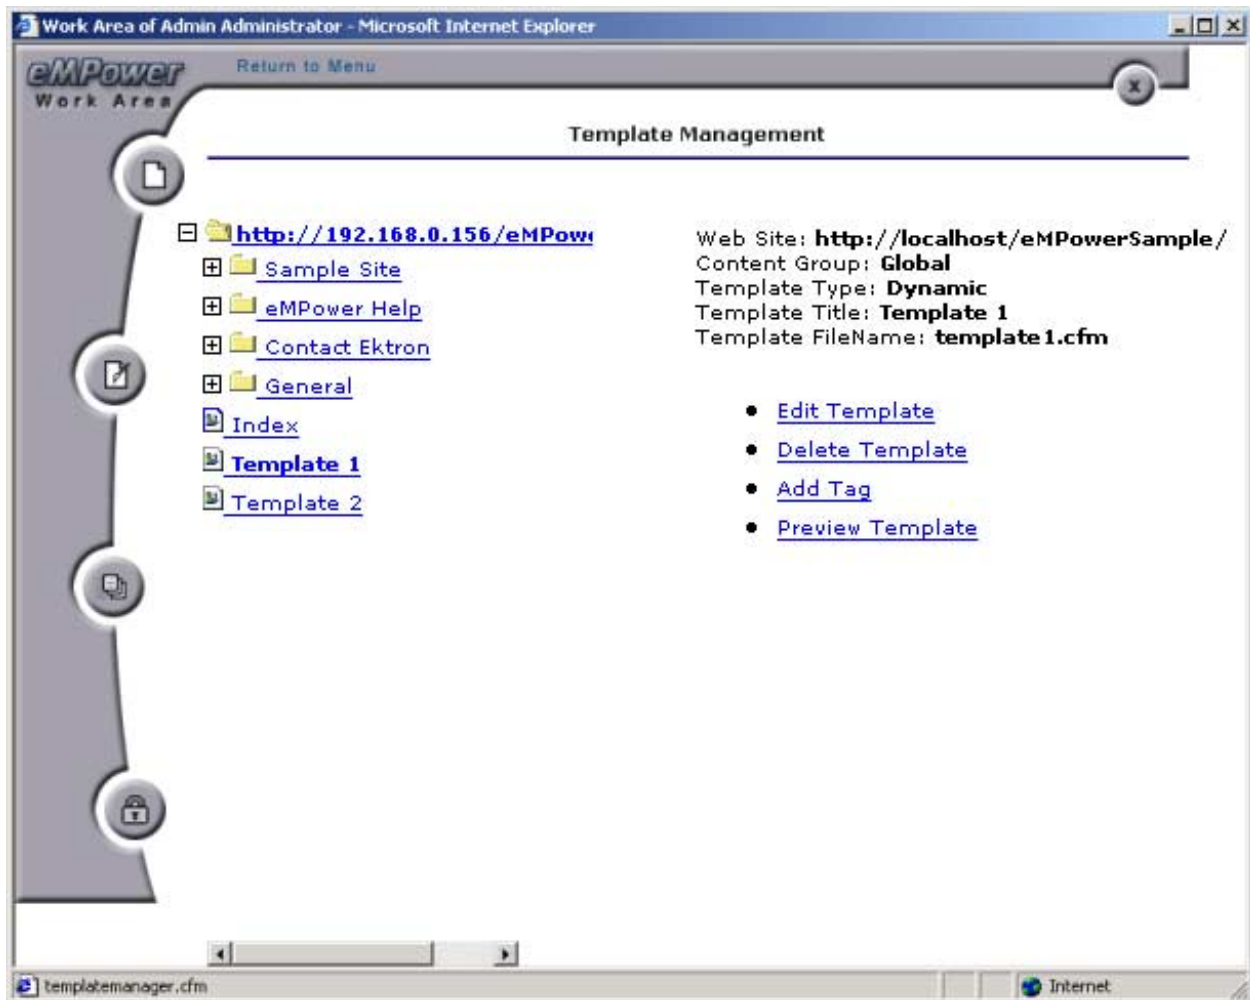 Work Area of Admin Administrator - Microsoft Internet Explorer
eMPower
Return to Menu
Work Area
x
Template Management
http://192.168.0.156/eMPowe
Sample Site
eMPower Help
Contact Ektron
General
Index
Template 1
Template 2
Web Site: http://localhost/eMPowerSample/
Content Group: Global
Template Type: Dynamic
Template Title: Template 1
Template FileName: template1.cfm
• Edit Template
• Delete Template
• Add Tag
• Preview Template
templatemanager.cfm
Internet